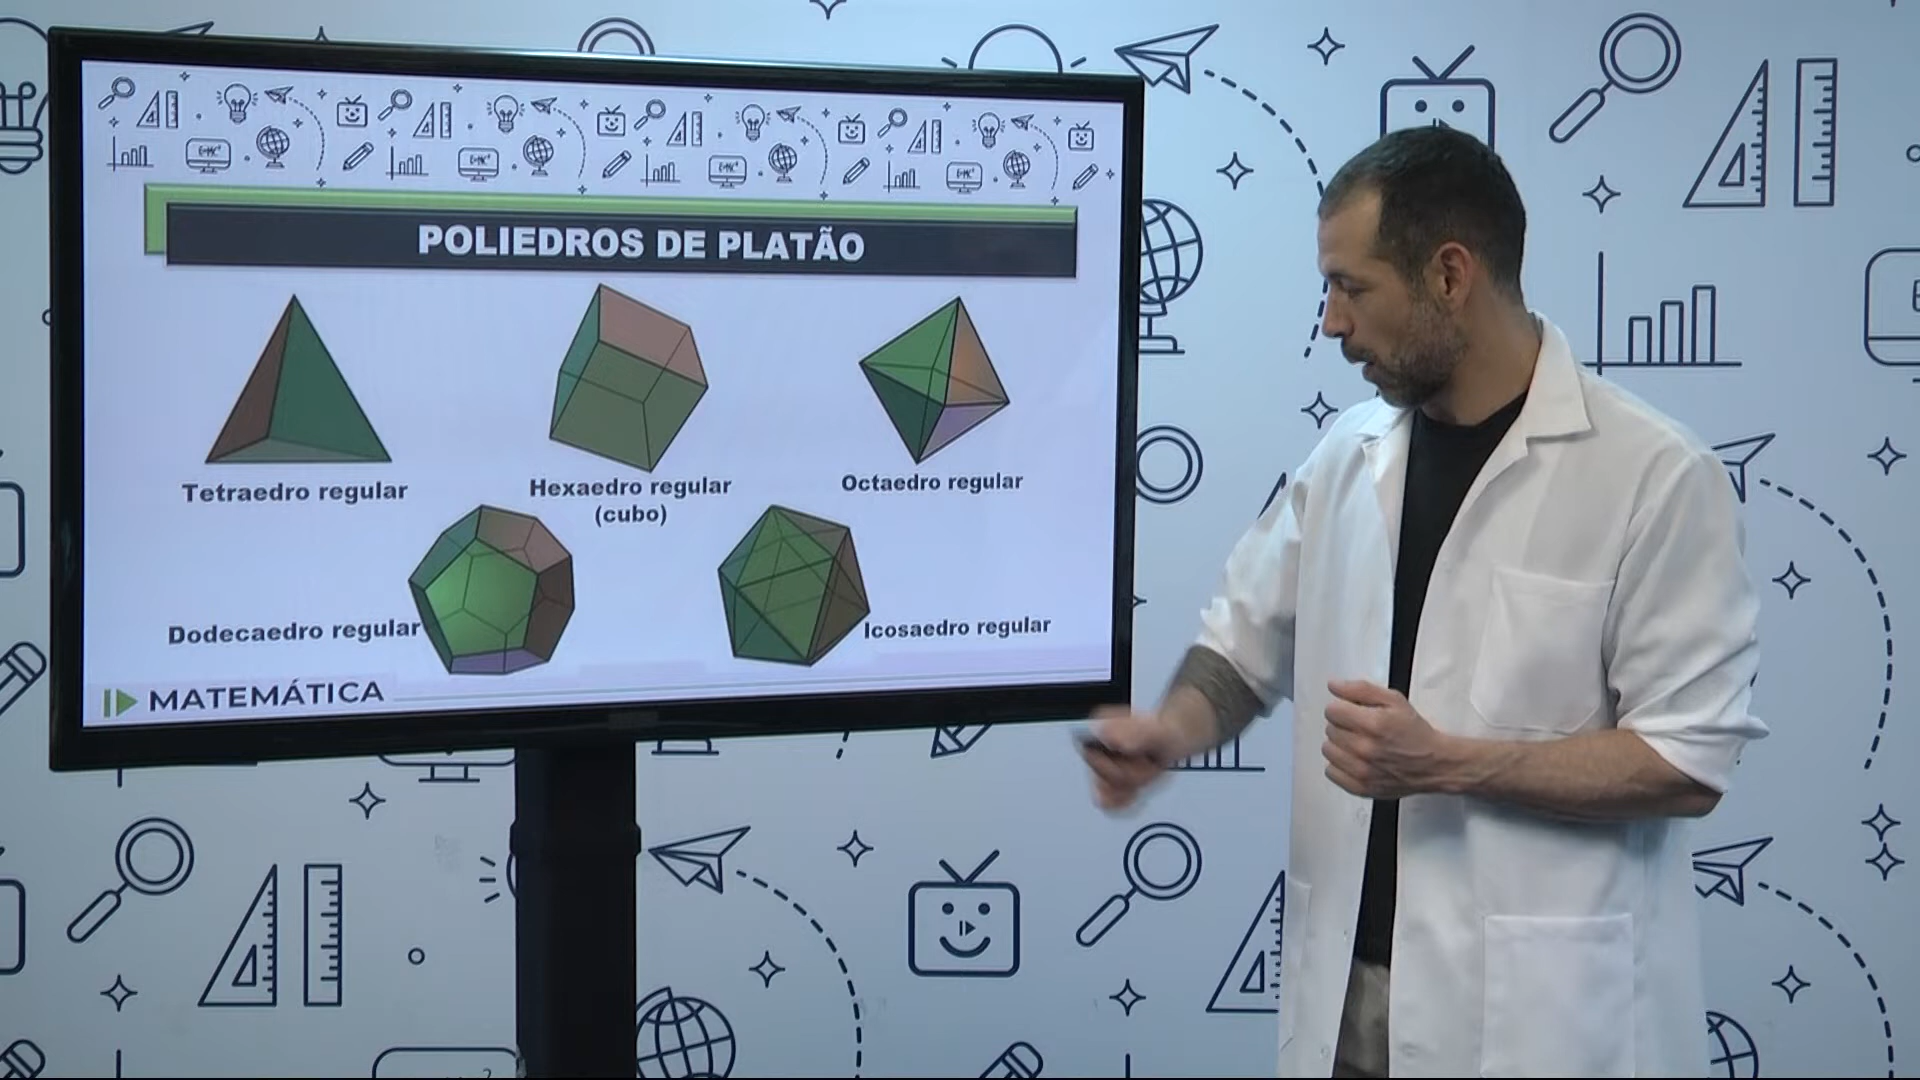 POLIEDROS DE PLATÃO
Tetraedro regular
Hexaedro regular
(cubo)
Octaedro regular
Dodecaedro regular
Icosaedro regular
MATEMÁTICA